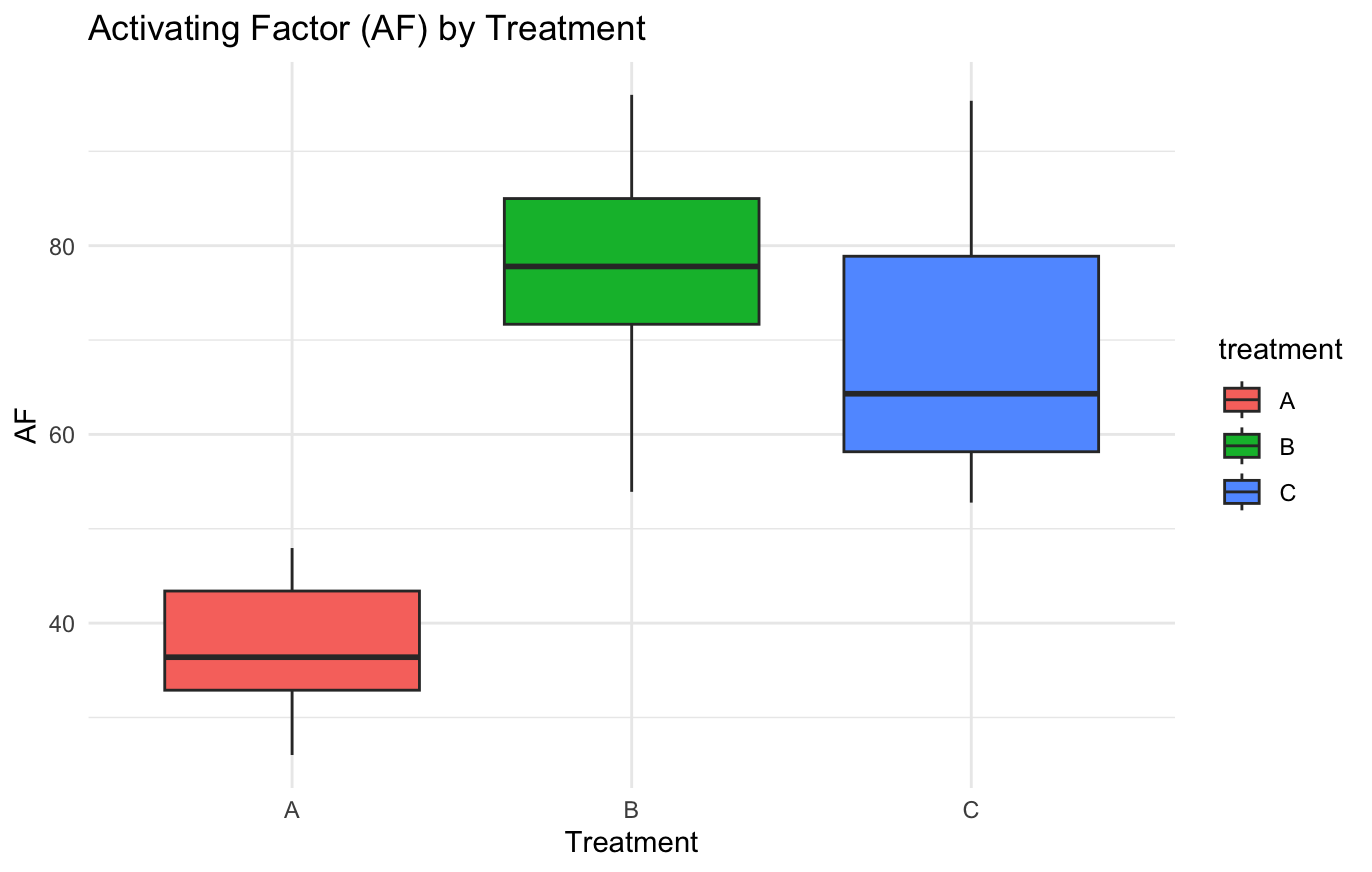 Activating Factor (AF) by Treatment
80
60
40
AF
A
B
C
Treatment
treatment
A
B
C